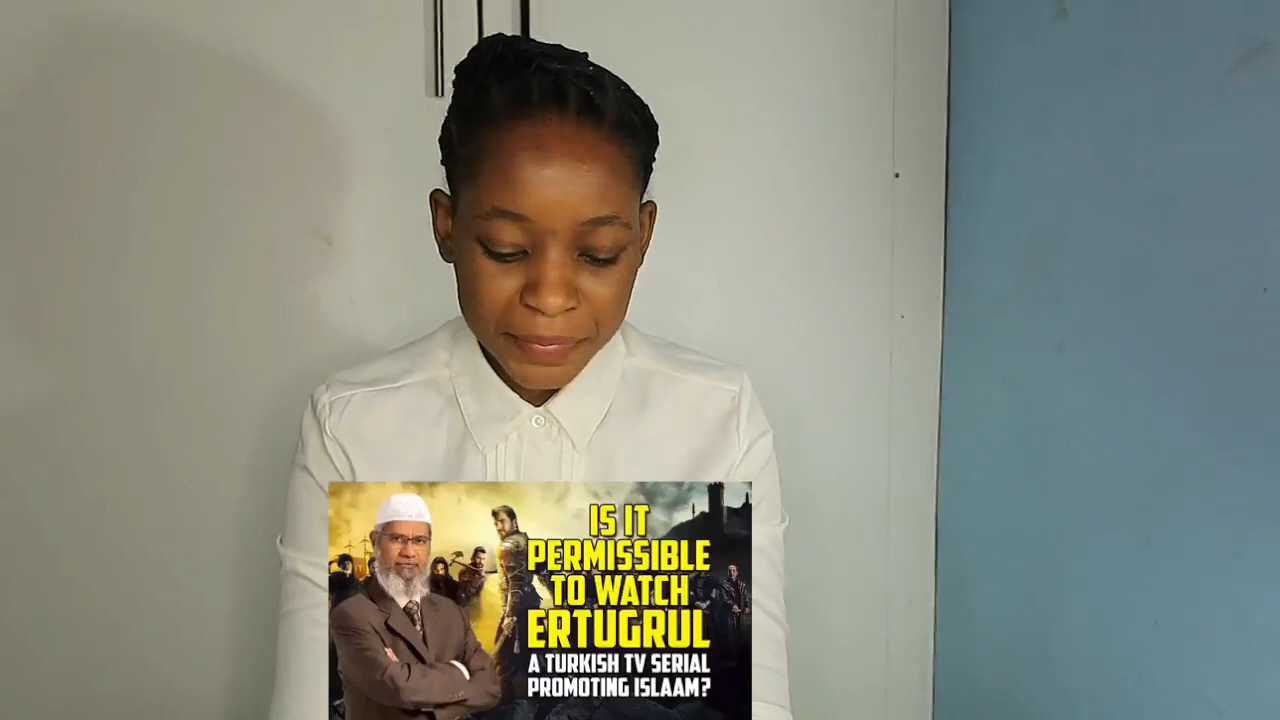 IS IT
PERMISSIBLE
TO WATCH
ERTUGRUL
A TURKISH TV SERIAL
PROMOTING ISLAAM?